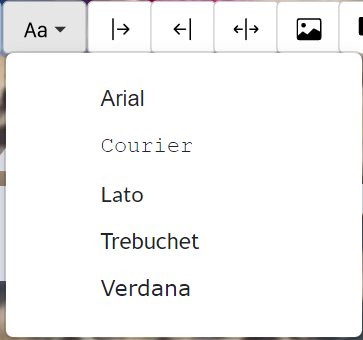 Aa
Arial
Courier
Lato
Trebuchet
Verdana